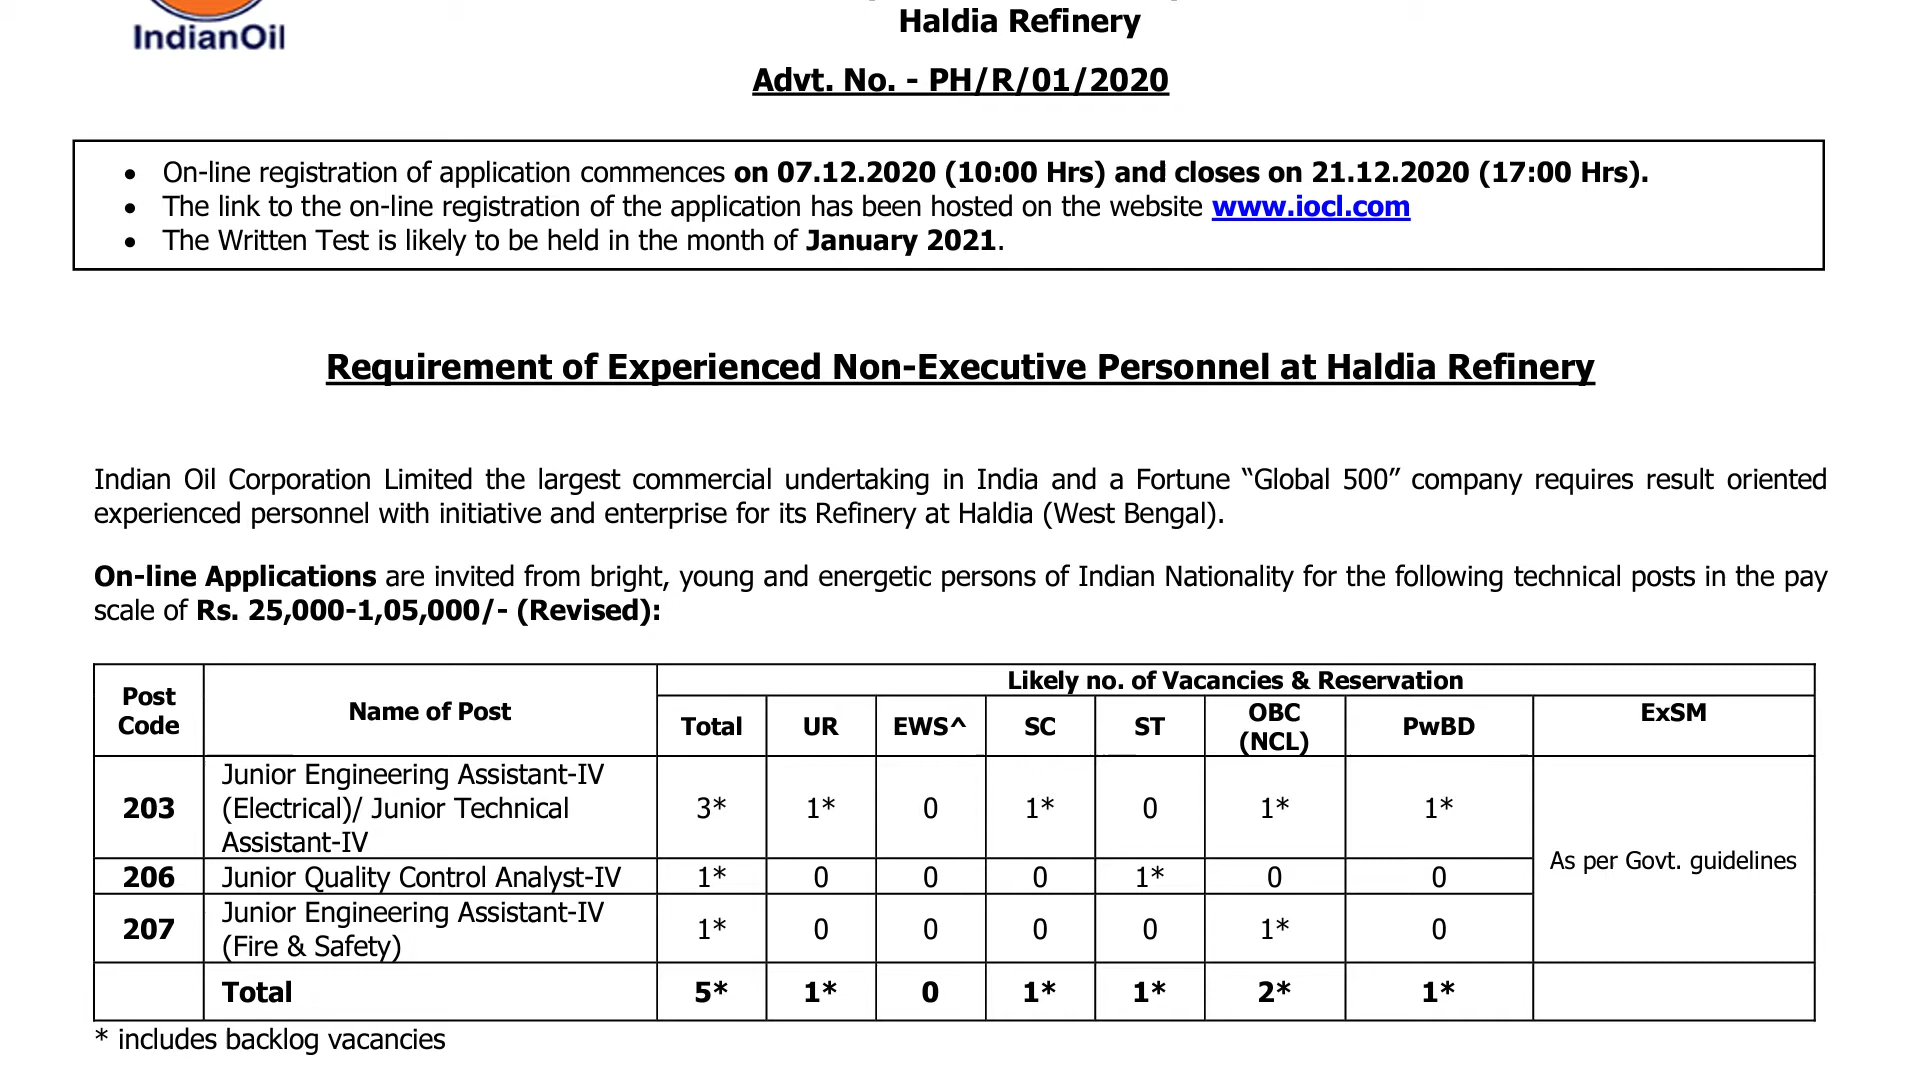 IndianOil
Haldia Refinery
Advt. No. - PH/R/01/2020
• On-line registration of application commences on 07.12.2020 (10:00 Hrs) and closes on 21.12.2020 (17:00 Hrs).
• The link to the on-line registration of the application has been hosted on the website www.iocl.com
• The Written Test is likely to be held in the month of January 2021.
Requirement of Experienced Non-Executive Personnel at Haldia Refinery
Indian Oil Corporation Limited the largest commercial undertaking in India and a Fortune “Global 500” company requires result oriented
experienced personnel with initiative and enterprise for its Refinery at Haldia (West Bengal).
On-line Applications are invited from bright, young and energetic persons of Indian Nationality for the following technical posts in the pay
scale of Rs. 25,000-1,05,000/- (Revised):
Post Code Name of Post Likely no. of Vacancies & Reservation
Total UR EWS^ SC ST OBC (NCL) PwBD ExSM
203 Junior Engineering Assistant-IV
(Electrical)/ Junior Technical 3* 1* 0 1* 0 1* 1*
Assistant-IV
As per Govt. guidelines
206 Junior Quality Control Analyst-IV 1* 0 0 0 1* 0 0
207 Junior Engineering Assistant-IV
(Fire & Safety) 1* 0 0 0 0 1* 0
Total 5* 1* 0 1* 1* 2* 1*
* includes backlog vacancies